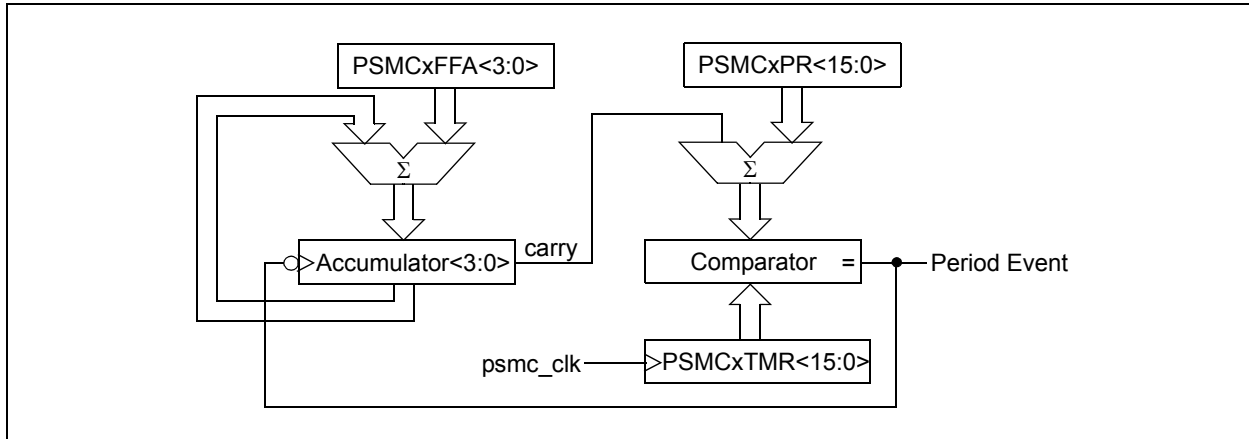 PSMCxFFA<3:0>
PSMCxPR<15:0>
Σ
Σ
carry
Accumulator<3:0>
Comparator =
Period Event
psmc_clk
PSMCxTMR<15:0>